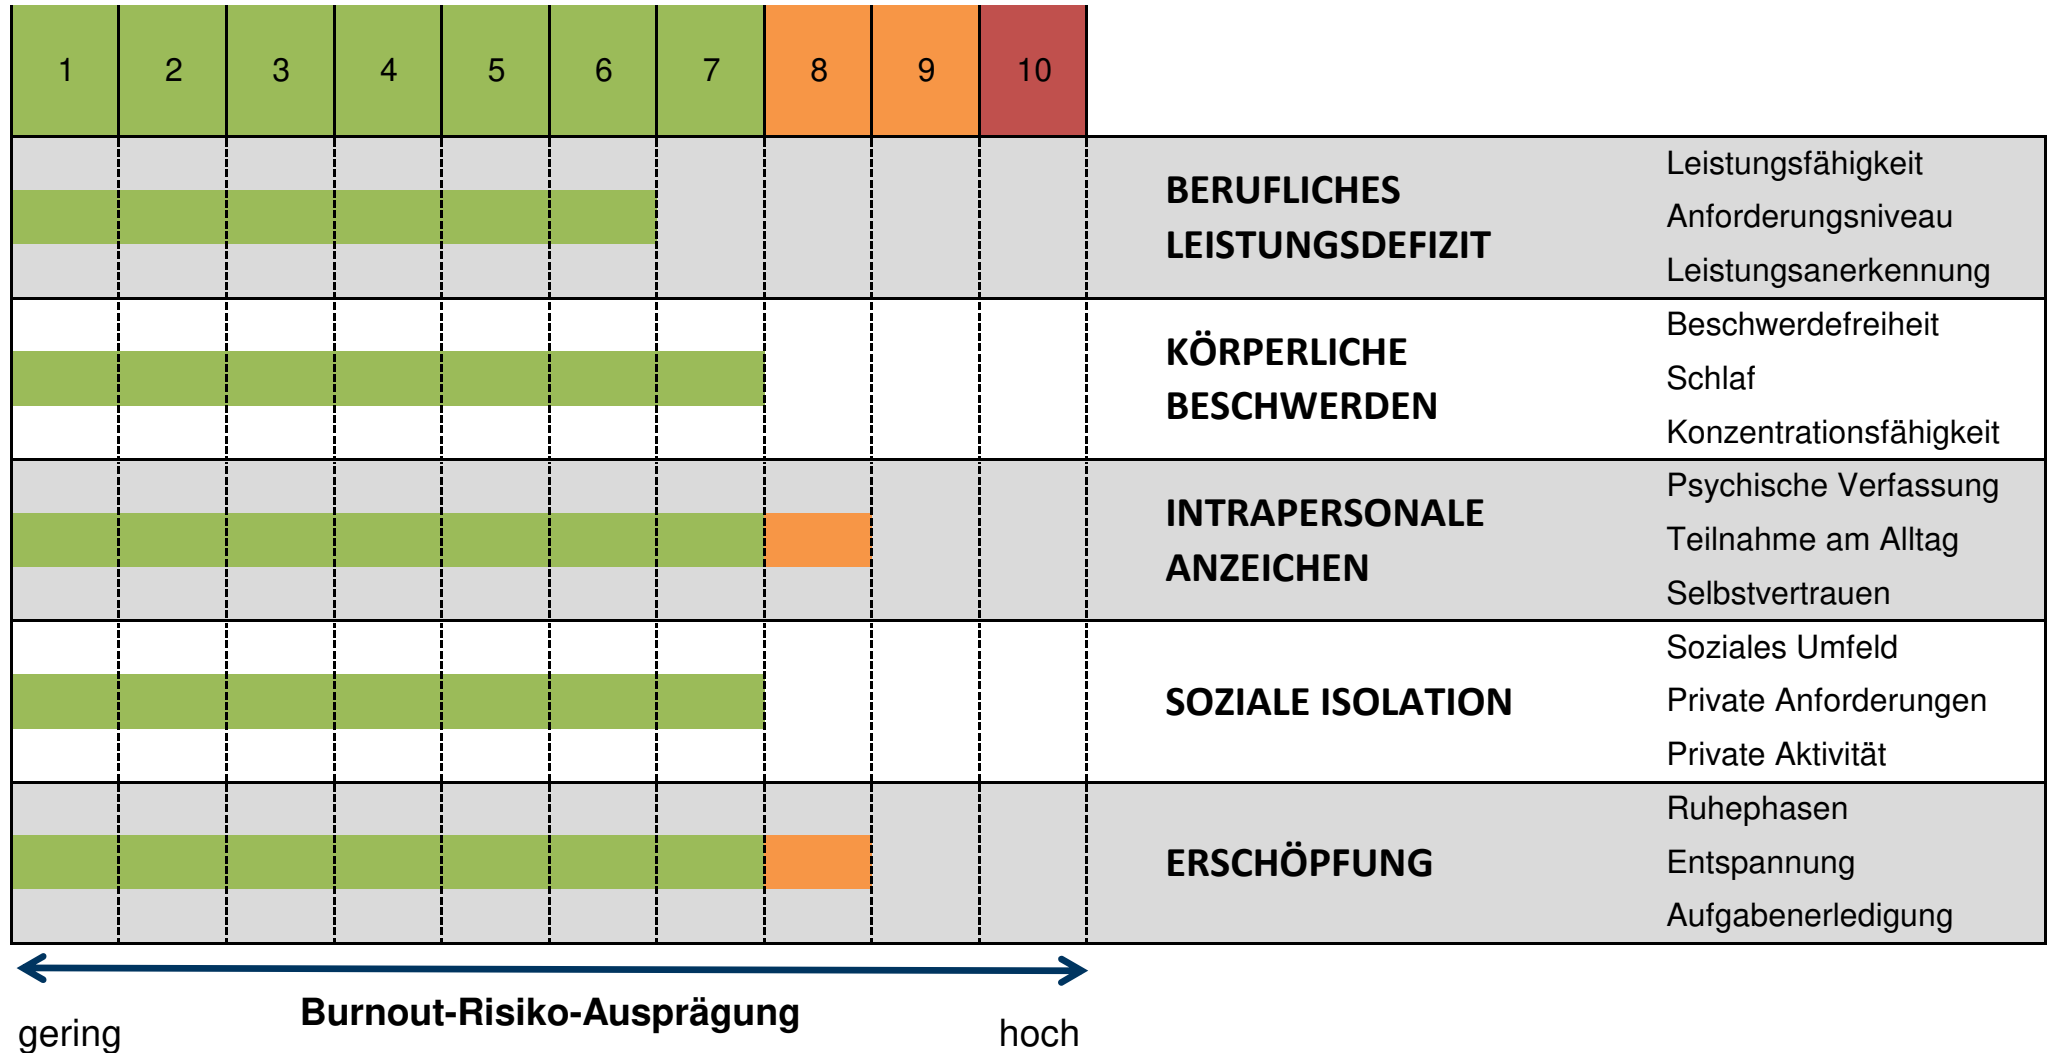 1 2 3 4 5 6 7 8 9 10
BERUFLICHES
LEISTUNGSDEFIZIT
Leistungsfähigkeit
Anforderungsniveau
Leistungsanerkennung
KÖRPERLICHE
BESCHWERDEN
Beschwerdefreiheit
Schlaf
Konzentrationsfähigkeit
INTRAPERSONALE
ANZEICHEN
Psychische Verfassung
Teilnahme am Alltag
Selbstvertrauen
SOZIALE ISOLATION
Soziales Umfeld
Private Anforderungen
Private Aktivität
ERSCHÖPFUNG
Ruhephasen
Entspannung
Aufgabenerledigung
gering Burnout-Risiko-Ausprägung hoch